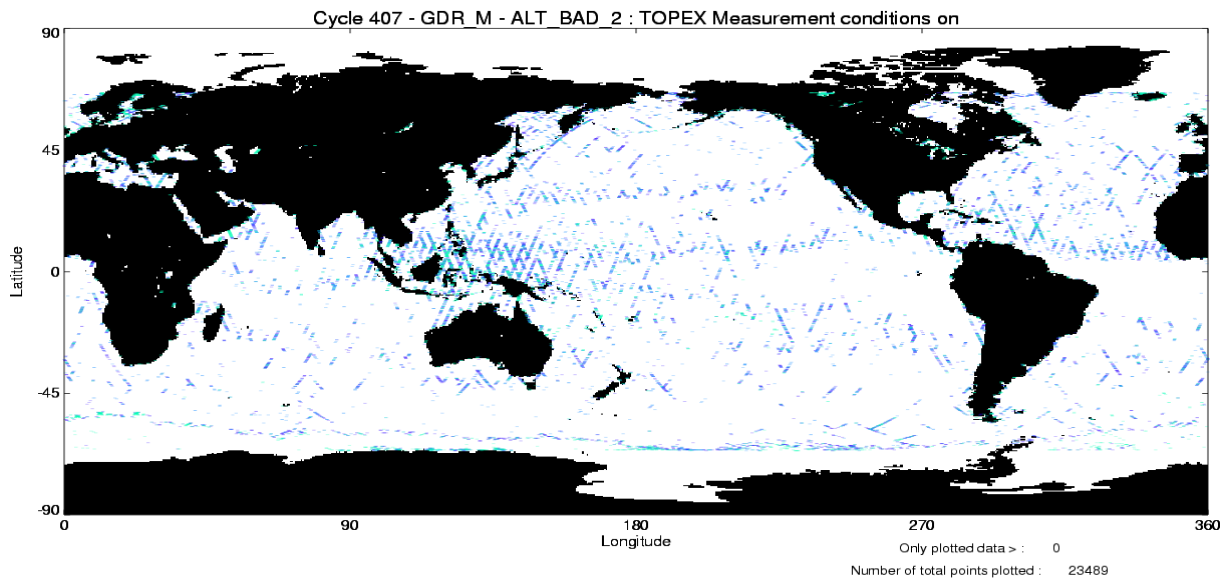 Cycle 407 - GDR_M - ALT_BAD_2 : TOPEX Measurement conditions on
90
45
0
-45
-90
Latitude
0 90 180 270 360
Longitude
Only plotted data > : 0
Number of total points plotted : 23489